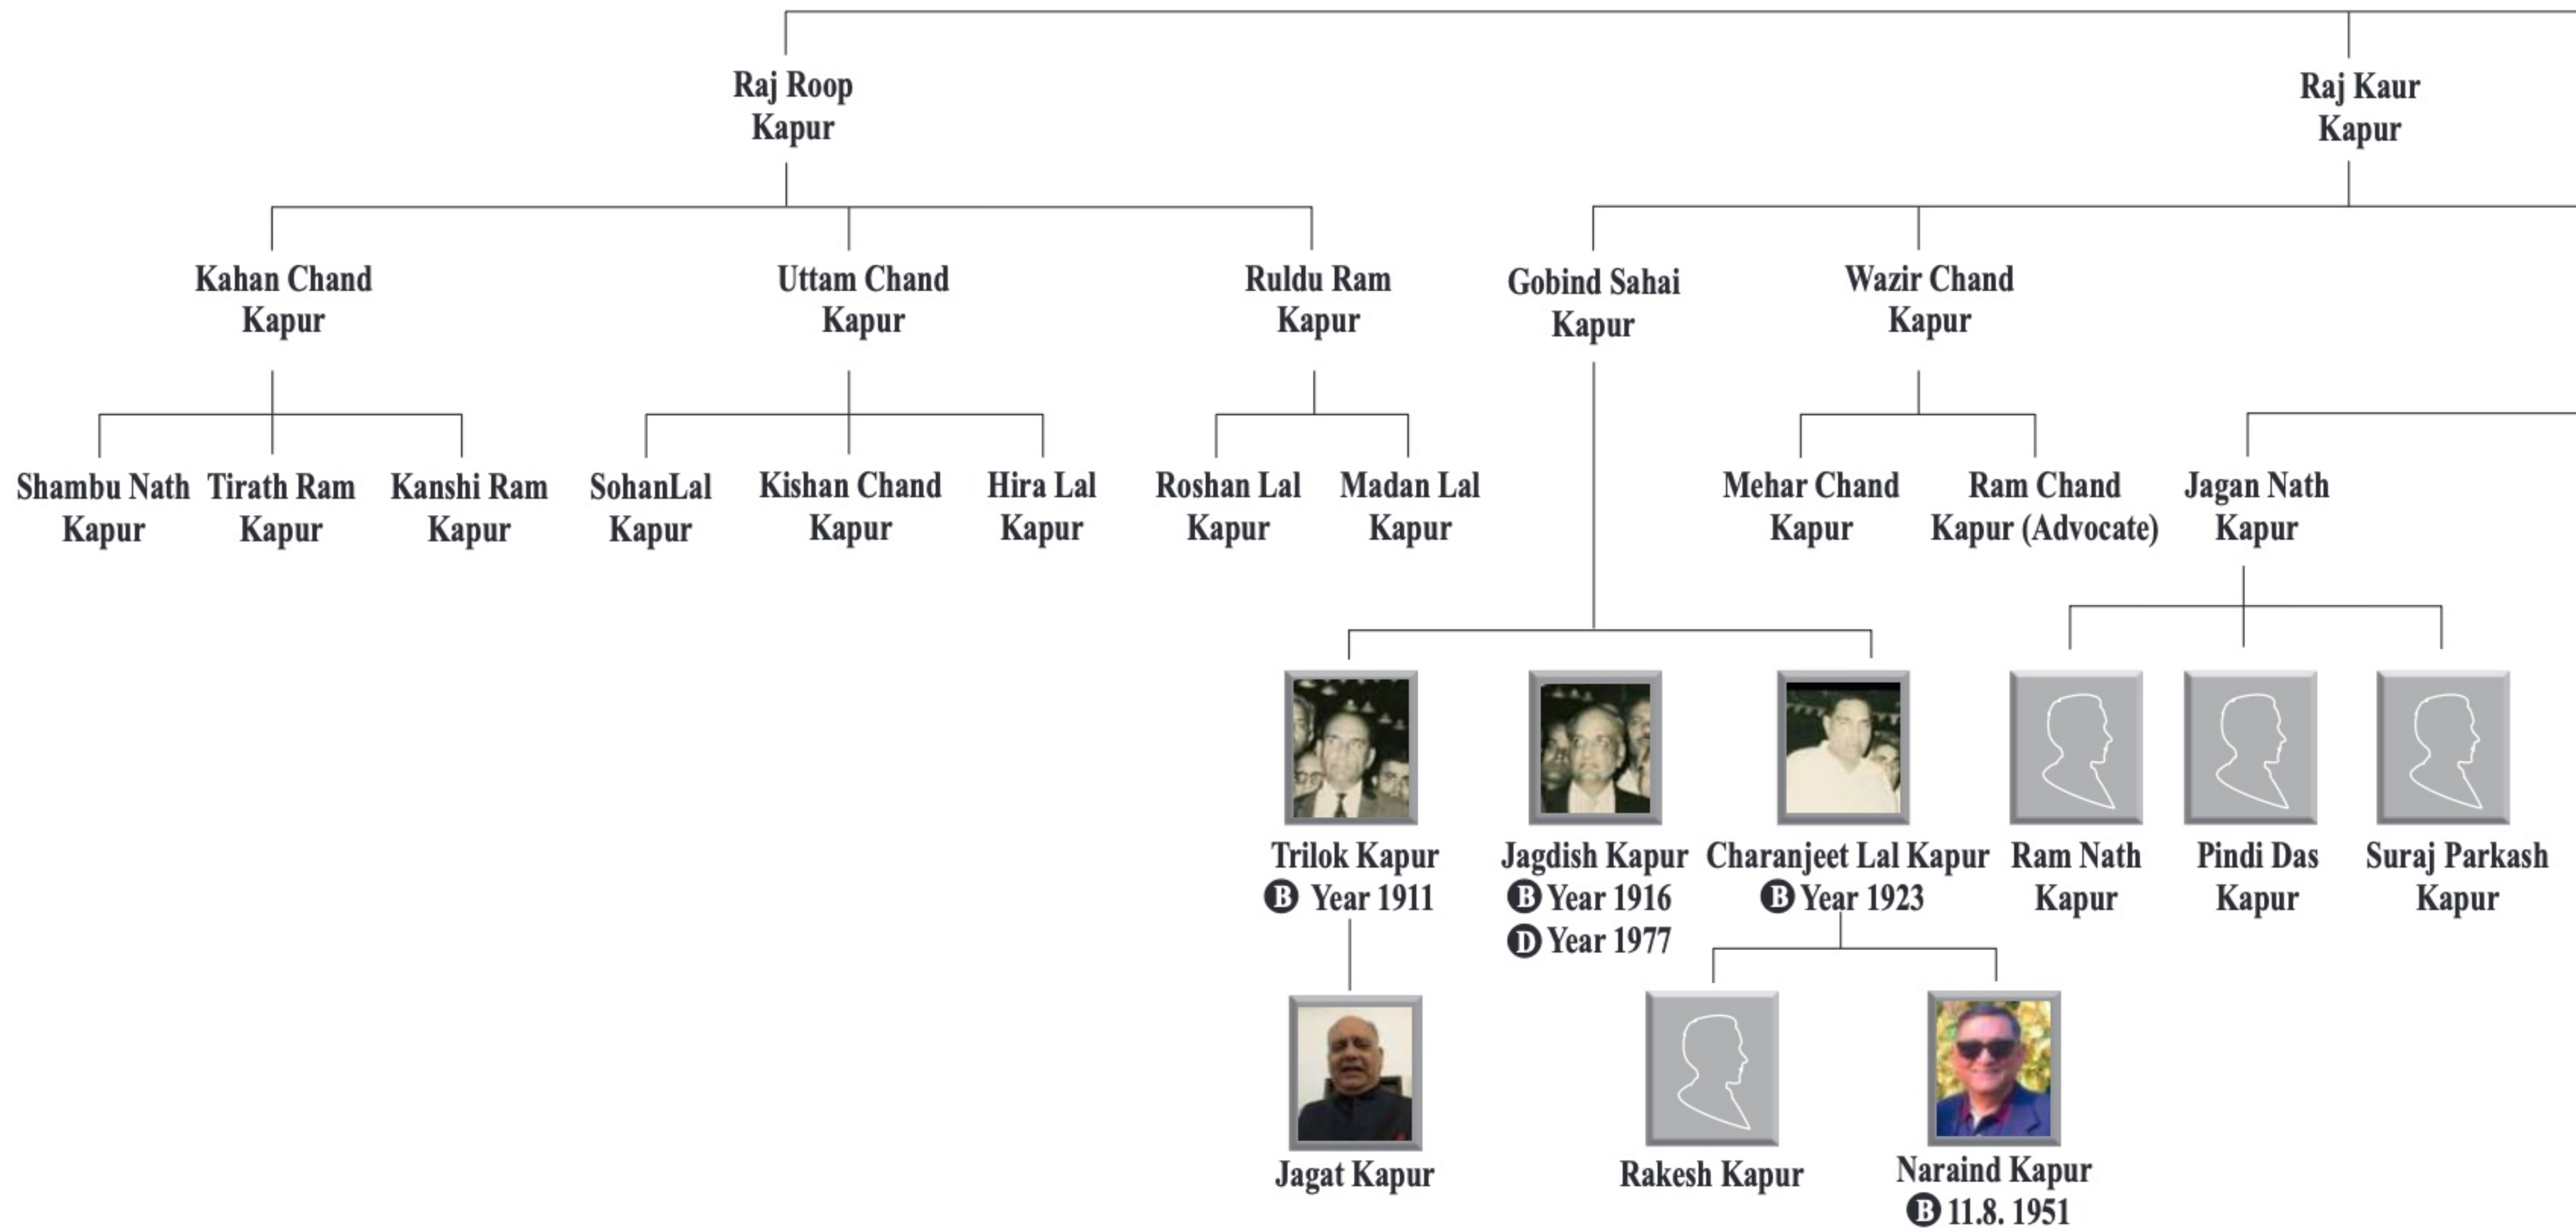 Raj Roop
Kapur
Raj Kaur
Kapur
Kahan Chand
Kapur
Uttam Chand
Kapur
Ruldu Ram
Kapur
Gobind Sahai
Kapur
Wazir Chand
Kapur
Shambu Nath
Kapur
Tirath Ram
Kapur
Kanshi Ram
Kapur
SohanLal
Kapur
Kishan Chand
Kapur
Hira Lal
Kapur
Roshan Lal
Kapur
Madan Lal
Kapur
Mehar Chand
Kapur
Ram Chand
Kapur (Advocate)
Jagan Nath
Kapur
Trilok Kapur
B Year 1911
Jagdish Kapur
B Year 1916
D Year 1977
Charanjeet Lal Kapur
B Year 1923
Ram Nath
Kapur
Pindi Das
Kapur
Suraj Parkash
Kapur
Jagat Kapur
Rakesh Kapur
Naraind Kapur
B 11.8. 1951